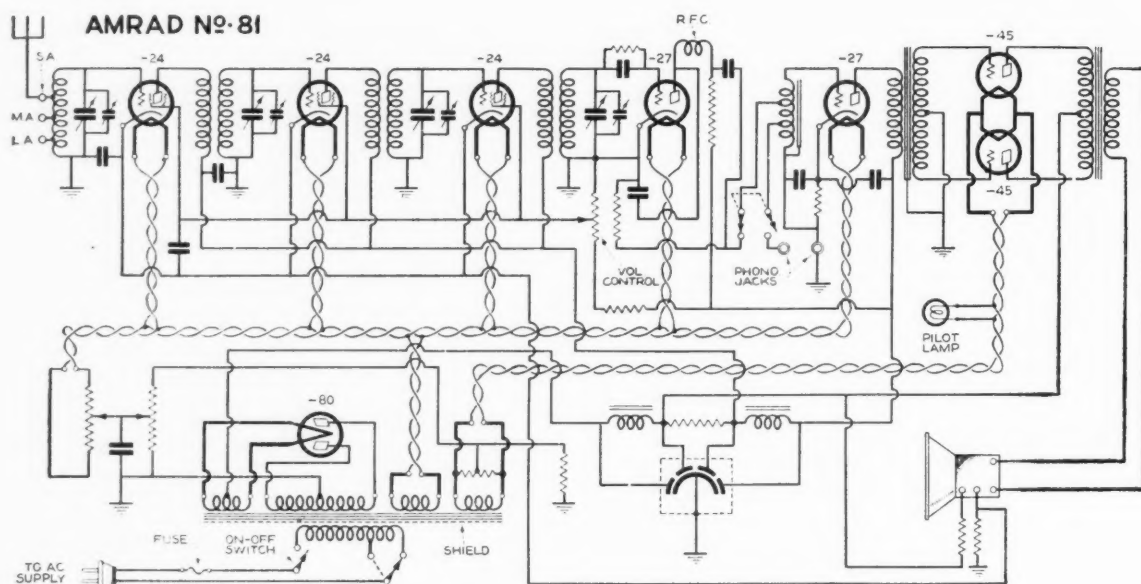 AMRAD Nº·81
SA
MA
LA
-24
-24
-24
-27
R.F.C.
-27
-45
-45
VOL
CONTROL
PHONO
JACKS
PILOT
LAMP
-80
FUSE
ON-OFF
SWITCH
SHIELD
TO AC
SUPPLY